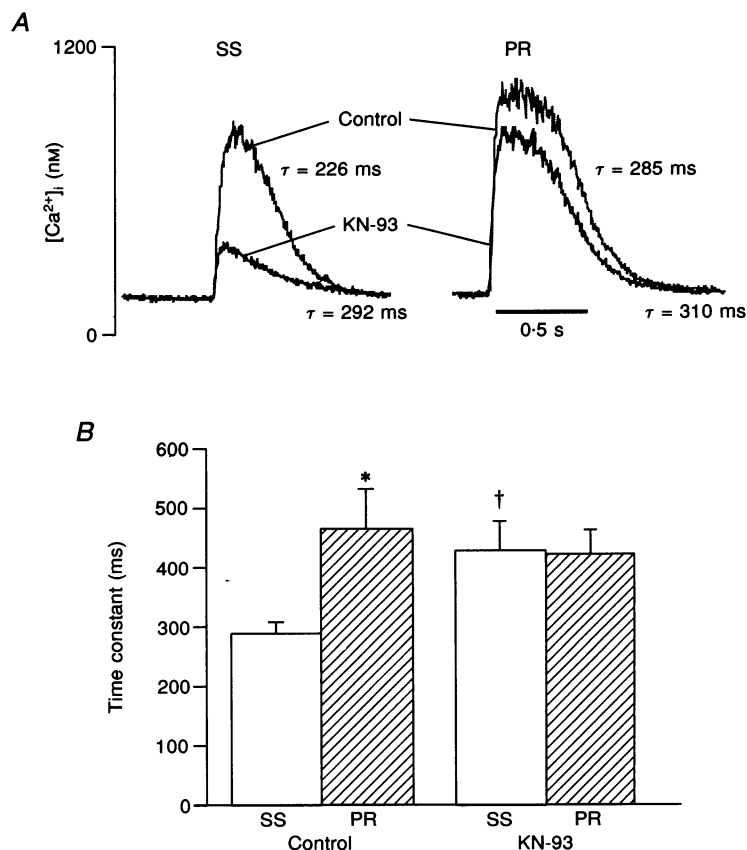 A
1200
SS
PR
Control
[Ca²⁺]ᵢ (nM)
τ = 226 ms
τ = 285 ms
KN-93
τ = 292 ms
τ = 310 ms
0
0·5 s
B
600
*
†
500
400
300
200
100
0
Time constant (ms)
SS PR SS PR
Control KN-93